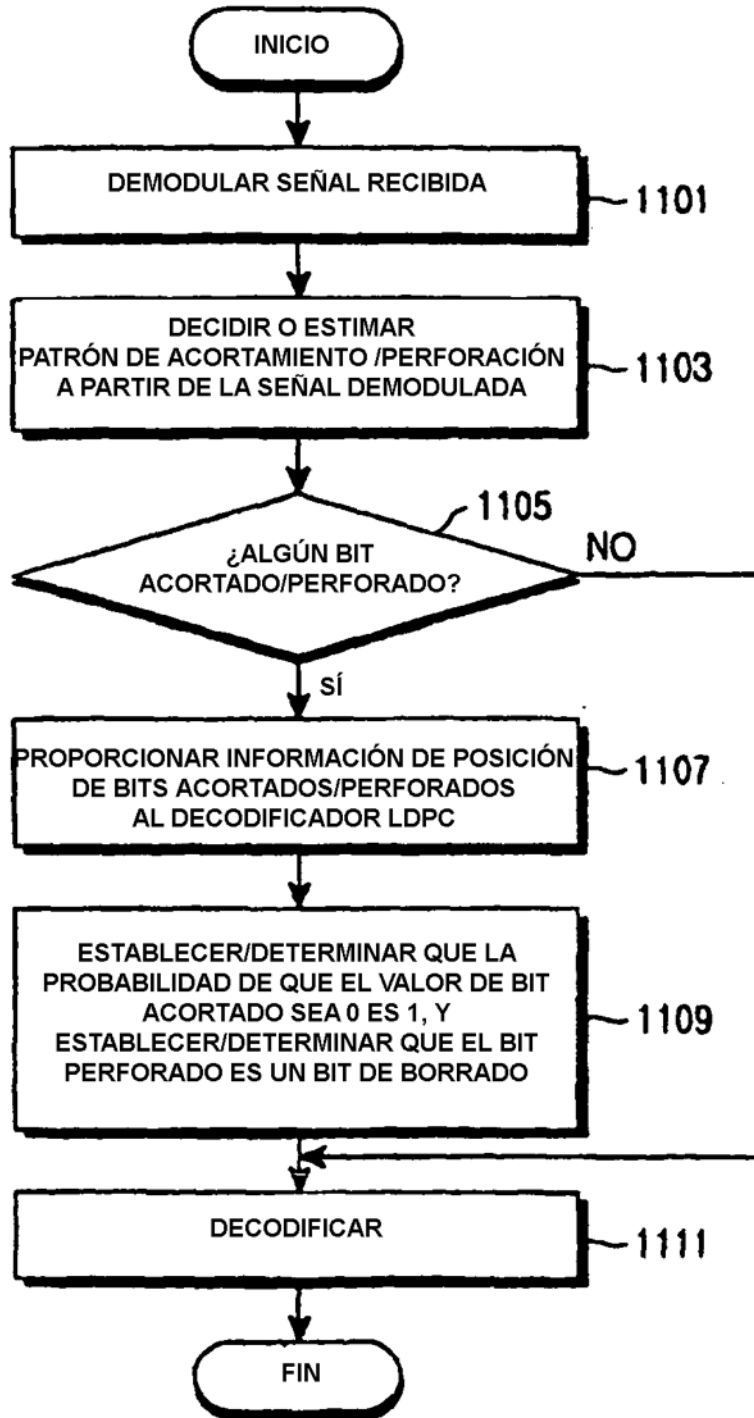 INICIO
DEMODULAR SEÑAL RECIBIDA
1101
DECIDIR O ESTIMAR
PATRÓN DE ACORTAMIENTO /PERFORACIÓN
A PARTIR DE LA SEÑAL DEMODULADA
1103
1105
¿ALGÚN BIT
ACORTADO/PERFORADO?
NO
SÍ
PROPORCIONAR INFORMACIÓN DE POSICIÓN
DE BITS ACORTADOS/PERFORADOS
AL DECODIFICADOR LDPC
1107
ESTABLECER/DETERMINAR QUE LA
PROBABILIDAD DE QUE EL VALOR DE BIT
ACORTADO SEA 0 ES 1, Y
ESTABLECER/DETERMINAR QUE EL BIT
PERFORADO ES UN BIT DE BORRADO
1109
DECODIFICAR
1111
FIN